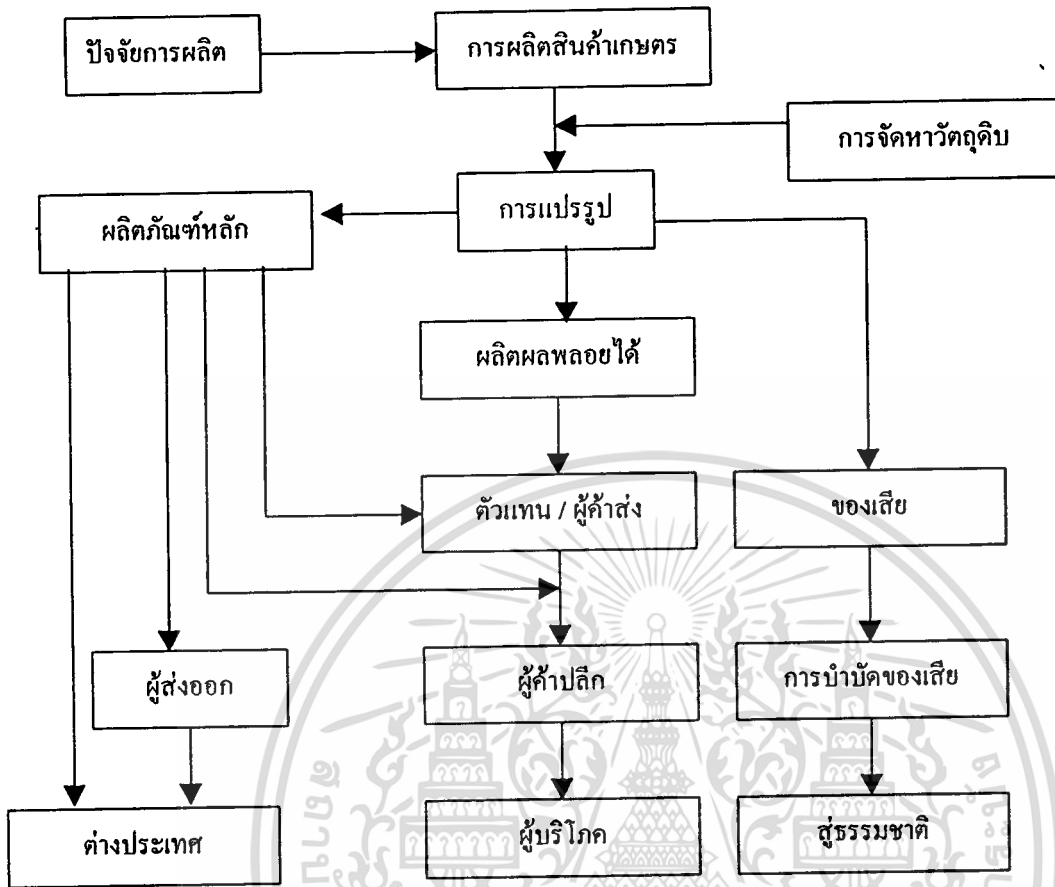 ปัจจัยการผลิต
การผลิตสินค้าเกษตร
การจัดหาวัตถุดิบ
การแปรรูป
ผลิตภัณฑ์หลัก
ผลิตผลพลอยได้
ตัวแทน / ผู้ค้าส่ง
ของเสีย
ผู้ส่งออก
ผู้ค้าปลีก
การบำบัดของเสีย
ต่างประเทศ
ผู้บริโภค
สู่ธรรมชาติ